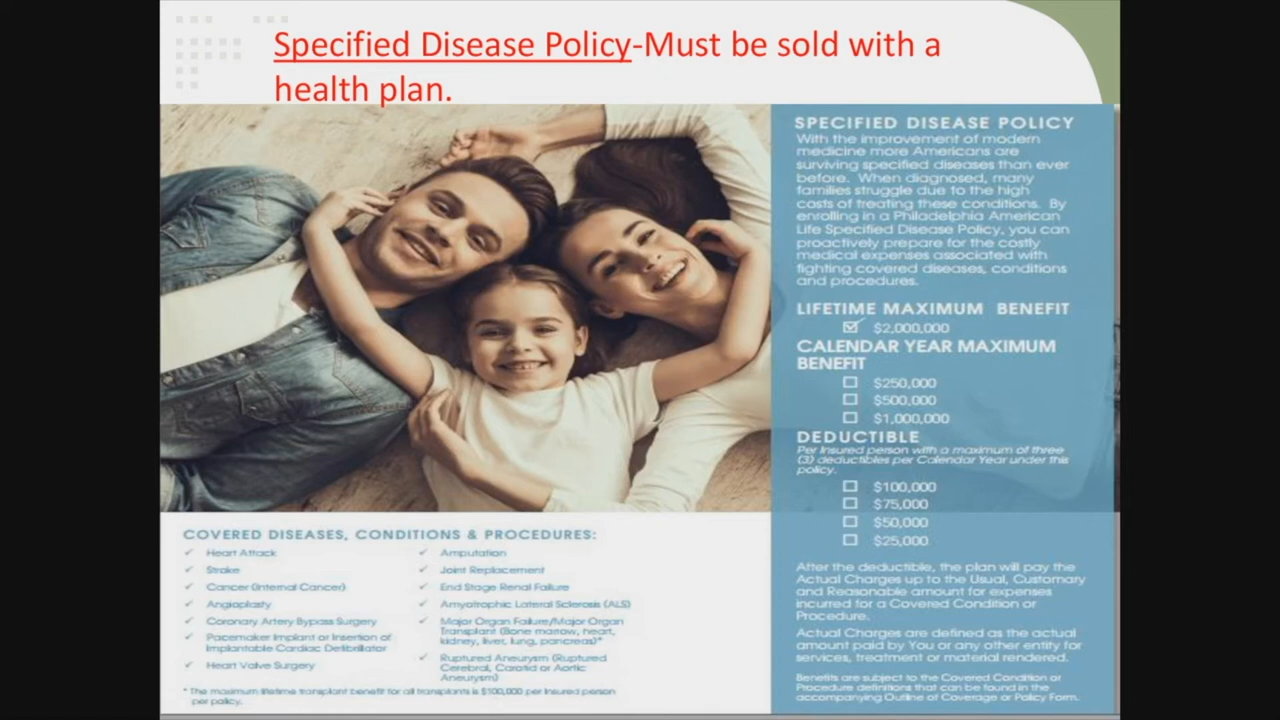 Specified Disease Policy-Must be sold with a
health plan.
SPECIFIED DISEASE POLICY
With the improvement of modern
medicine more Americans are
surviving specified diseases than ever
before. When diagnosed, many
families struggle due to the high
costs of treating these conditions. By
enrolling in a Philadelphia American
Life Specified Disease Policy, you can
proactively prepare for the costly
medical expenses associated with
fighting covered diseases, conditions
and procedures.
LIFETIME MAXIMUM BENEFIT
$2,000,000
CALENDAR YEAR MAXIMUM
BENEFIT
$250,000
$500,000
$1,000,000
DEDUCTIBLE
Per Insured person with a maximum of three
(3) deductibles per Calendar Year under this
policy.
$100,000
$75,000
$50,000
$25,000
After the deductible, the plan will pay the
Actual Charges up to the Usual, Customary
and Reasonable amount for expenses
incurred for a Covered Condition or
Procedure.
Actual Charges are defined as the actual
amount paid by You or any other entity for
services, treatment or material rendered.
Benefits are subject to the Covered Condition or
Procedure definitions that can be found in the
accompanying Outline of Coverage or Policy Form.
COVERED DISEASES, CONDITIONS & PROCEDURES:
Heart Attack
Stroke
Cancer (Internal Cancer)
Angioplasty
Coronary Artery Bypass Surgery
Pacemaker Implant or Insertion of
Implantable Cardiac Defibrillator
Heart Valve Surgery
Amputation
Joint Replacement
End Stage Renal Failure
Amyotrophic Lateral Sclerosis (ALS)
Major Organ Failure/Major Organ
Transplant (Bone marrow, heart,
kidney, liver, lung, pancreas)*
Ruptured Aneurysm (Ruptured
Cerebral, Carotid or Aortic
Aneurysm)
* The maximum lifetime transplant benefit for all transplants is $100,000 per Insured person
per policy.